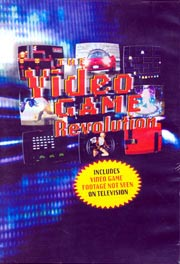 THE
Video
GAME
Revolution
INCLUDES
VIDEO GAME
FOOTAGE NOT SEEN
ON TELEVISION